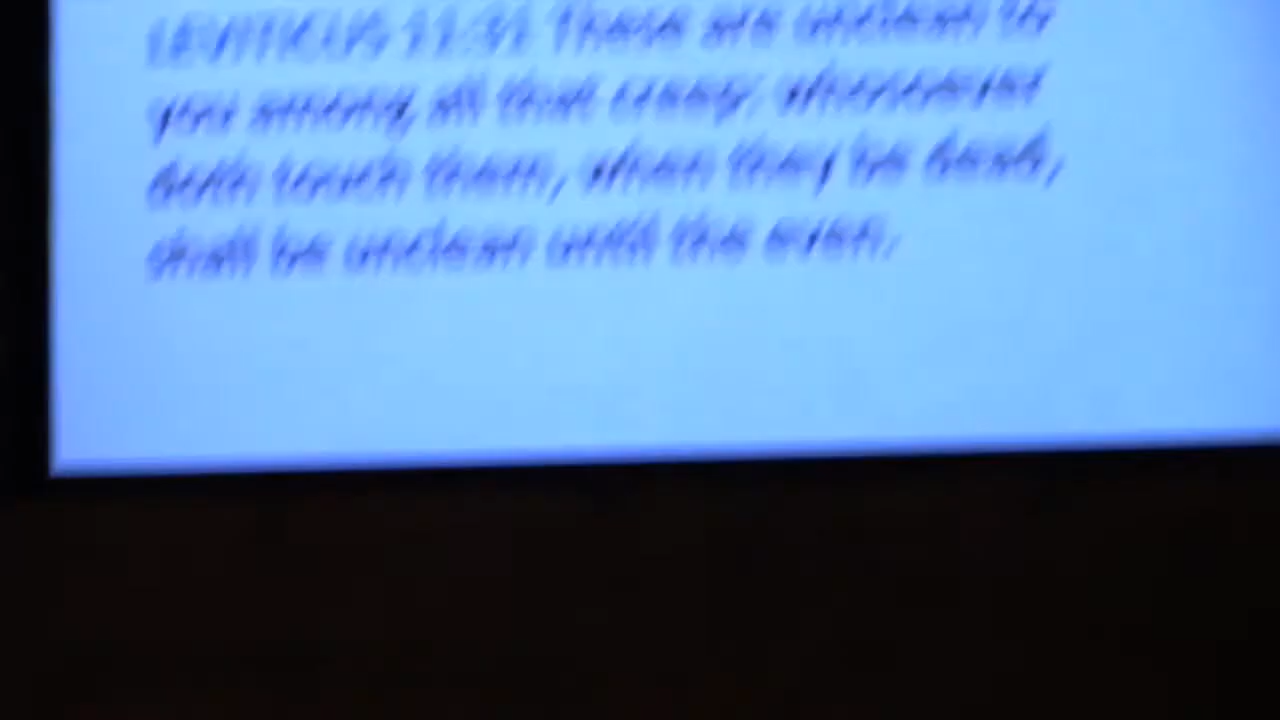 LEVITICUS 11:31 These are unclean to
you among all that creep: whosoever
doth touch them, when they be dead,
shall be unclean until the even.